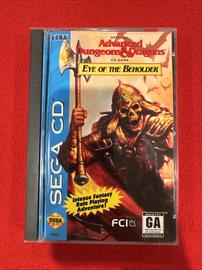 SEGA
Advanced
Dungeons & Dragons
CD GAME
EYE OF THE BEHOLDER
SEGA CD
Intense Fantasy
Role Playing
Adventure!
SEGA
FCI
GA